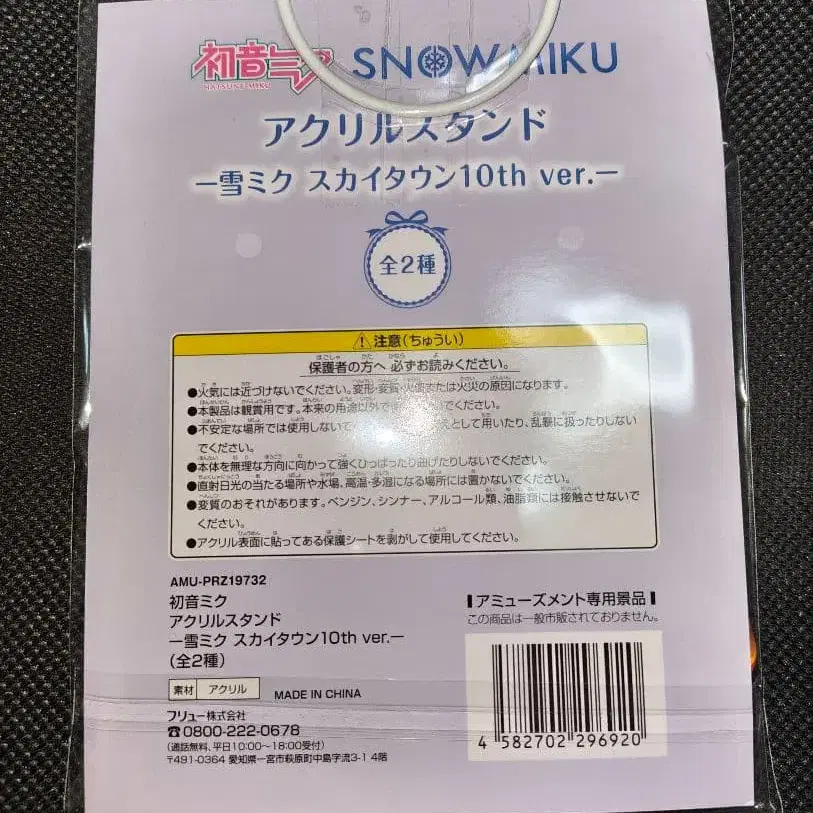 初音ミク SNOW MIKU
HATSUNE MIKU
アクリルスタンド
ー雪ミク スカイタウン10th ver.ー
全2種
⚠注意(ちゅうい)
保護者の方へ 必ずお読みください。
●火気には近づけないでください。変形・変質・火傷または火災の原因になります。
●本製品は観賞用です。本来の用途以外で でください。
●不安定な場所では使用しないで えとして用いたり、乱暴に扱ったりしない
でください。
●本体を無理な方向に向かって強くひっぱったり曲げたりしないでください。
●直射日光の当たる場所や水場、高温・多湿になる場所には置かないでください。
●変質のおそれがあります。ベンジン、シンナー、アルコール類、油脂類には接触させないで
ください。
●アクリル表面に貼ってある保護シートを剥がして使用してください。
AMU-PRZ19732
初音ミク
アクリルスタンド
ー雪ミク スカイタウン10th ver.ー
(全2種)
素材 アクリル MADE IN CHINA
フリュー株式会社
☎0800-222-0678
(通話無料、平日10:00~18:00受付)
〒491-0364 愛知県一宮市萩原町中島字流3-1 4階
アミューズメント専用景品
この商品は一般市販されておりません。
4 582702 296920